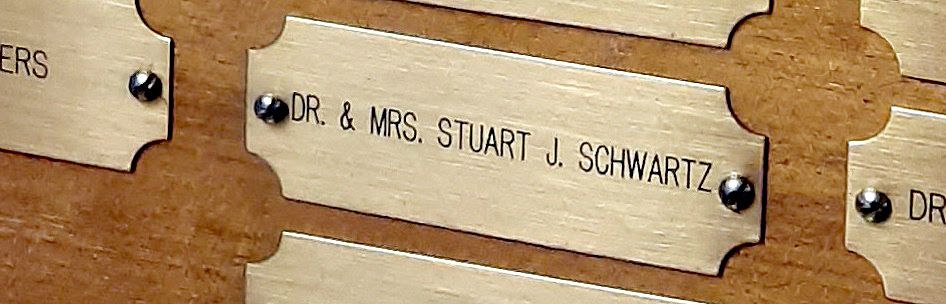 ERS
DR. & MRS. STUART J. SCHWARTZ
DR